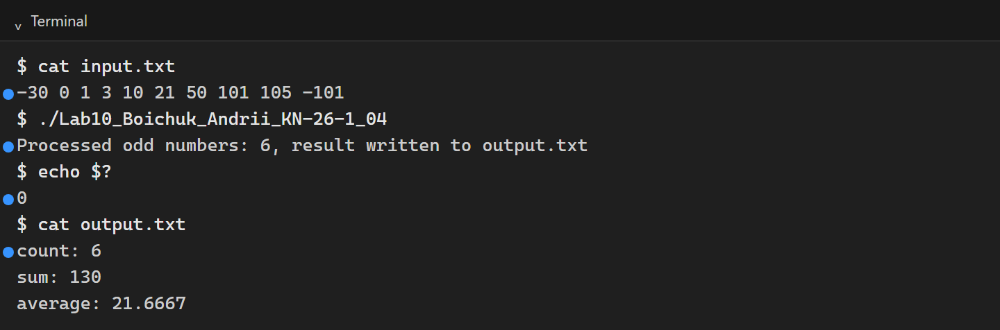 Terminal
$ cat input.txt
-30 0 1 3 10 21 50 101 105 -101
$ ./Lab10_Boichuk_Andrii_KN-26-1_04
Processed odd numbers: 6, result written to output.txt
$ echo $?
0
$ cat output.txt
count: 6
sum: 130
average: 21.6667